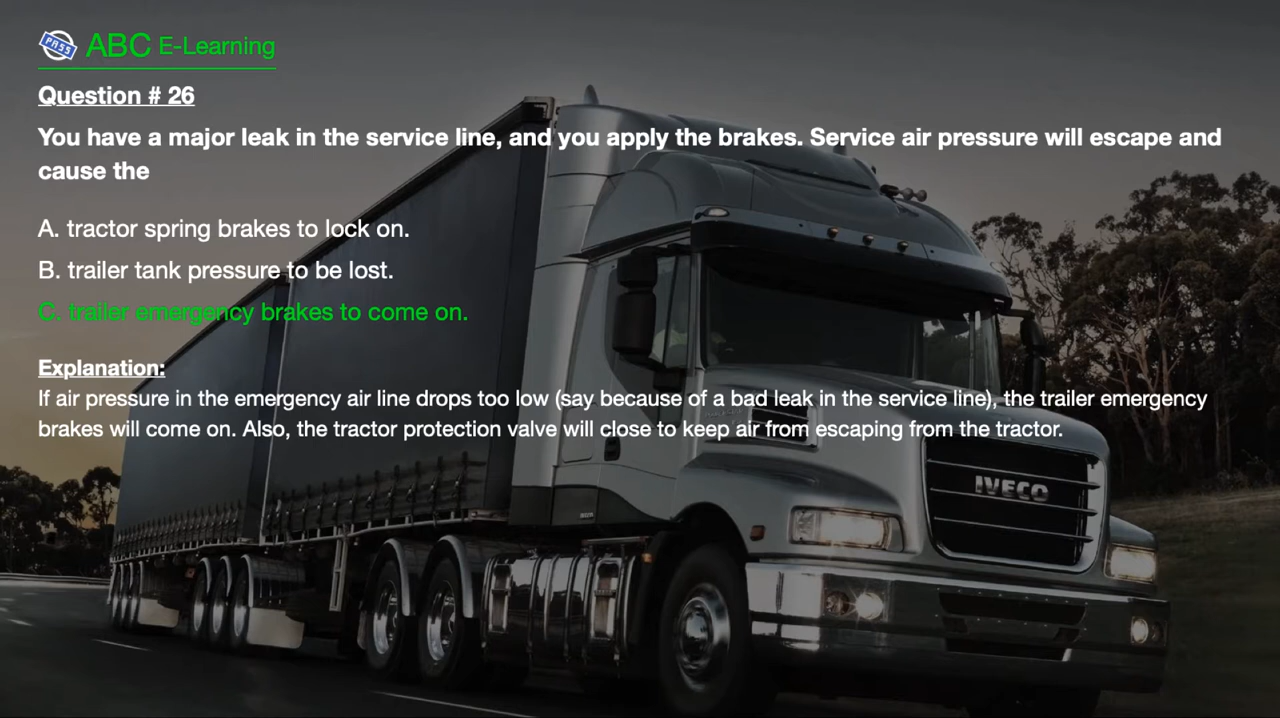 PASS
ABC E-Learning
Question # 26
You have a major leak in the service line, and you apply the brakes. Service air pressure will escape and
cause the
A. tractor spring brakes to lock on.
B. trailer tank pressure to be lost.
C. trailer emergency brakes to come on.
Explanation:
If air pressure in the emergency air line drops too low (say because of a bad leak in the service line), the trailer emergency
brakes will come on. Also, the tractor protection valve will close to keep air from escaping from the tractor.
IVECO